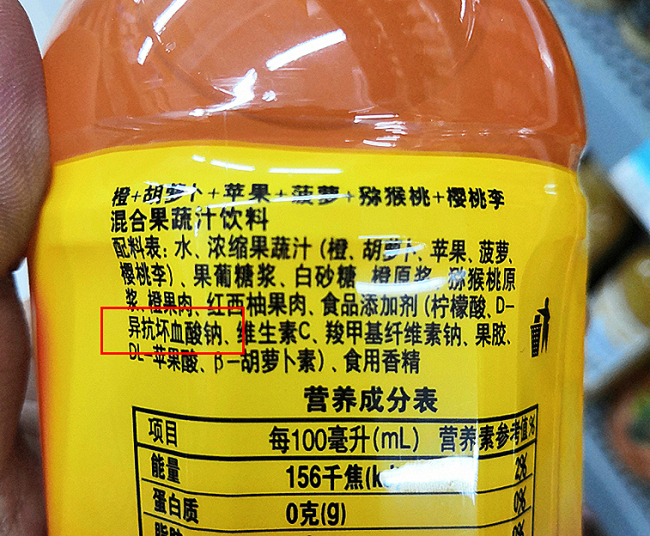 橙+胡萝卜+苹果+菠萝+猕猴桃+樱桃李
混合果蔬汁饮料
配料表：水、浓缩果蔬汁（橙、胡萝卜、苹果、菠萝、
樱桃李）、果葡糖浆、白砂糖、橙原浆、猕猴桃原
浆、橙果肉、红西柚果肉、食品添加剂（柠檬酸、D-
异抗坏血酸钠、维生素C、羧甲基纤维素钠、果胶、
DL-苹果酸、β-胡萝卜素）、食用香精
营养成分表
项目 每100毫升(mL) 营养素参考值%
能量 156千焦(k 2%
蛋白质 0克(g) 0%
脂肪 0%